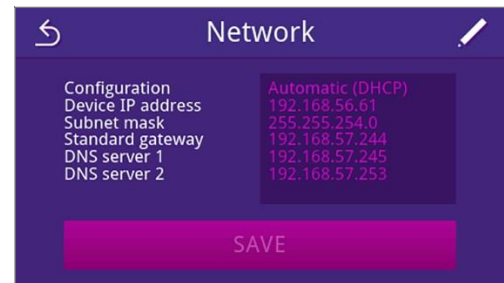 Network
Configuration Automatic (DHCP)
Device IP address 192.168.56.61
Subnet mask 255.255.254.0
Standard gateway 192.168.57.244
DNS server 1 192.168.57.245
DNS server 2 192.168.57.253
SAVE